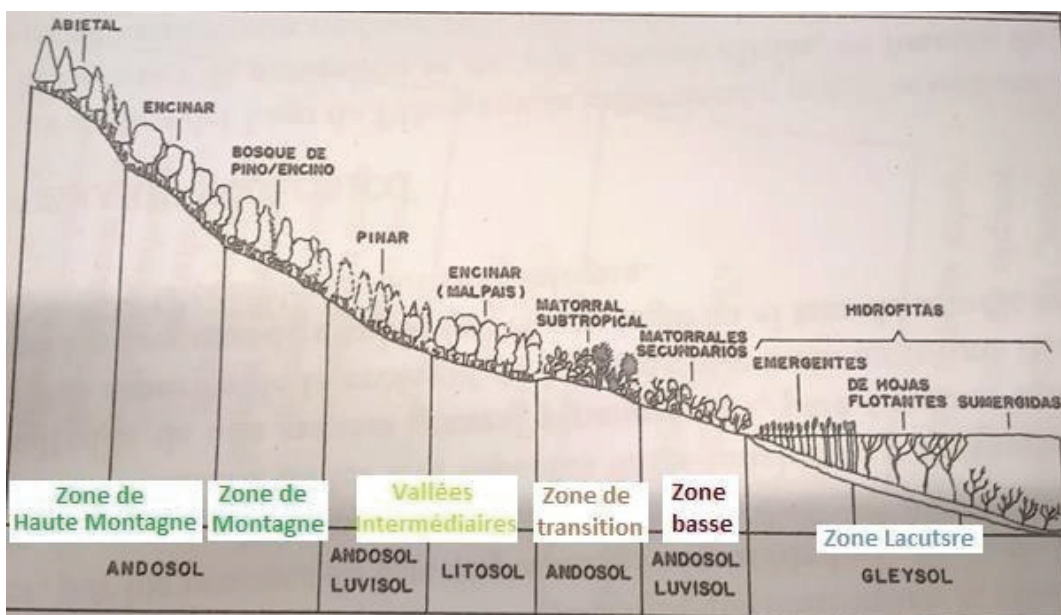 ABIETAL
ENCINAR
BOSQUE DE
PINO/ENCINO
PINAR
ENCINAR
(MALPAIS)
MATORRAL
SUBTROPICAL
MATORRALES
SECUNDARIOS
HIDROFITAS
EMERGENTES
DE HOJAS
FLOTANTES
SUMERGIDAS
Zone de
Haute Montagne
Zone de
Montagne
Vallées
Intermédiaires
Zone de
transition
Zone
basse
Zone Lacutsre
ANDOSOL
ANDOSOL
LUVISOL
LITOSOL
ANDOSOL
ANDOSOL
LUVISOL
GLEYSOL